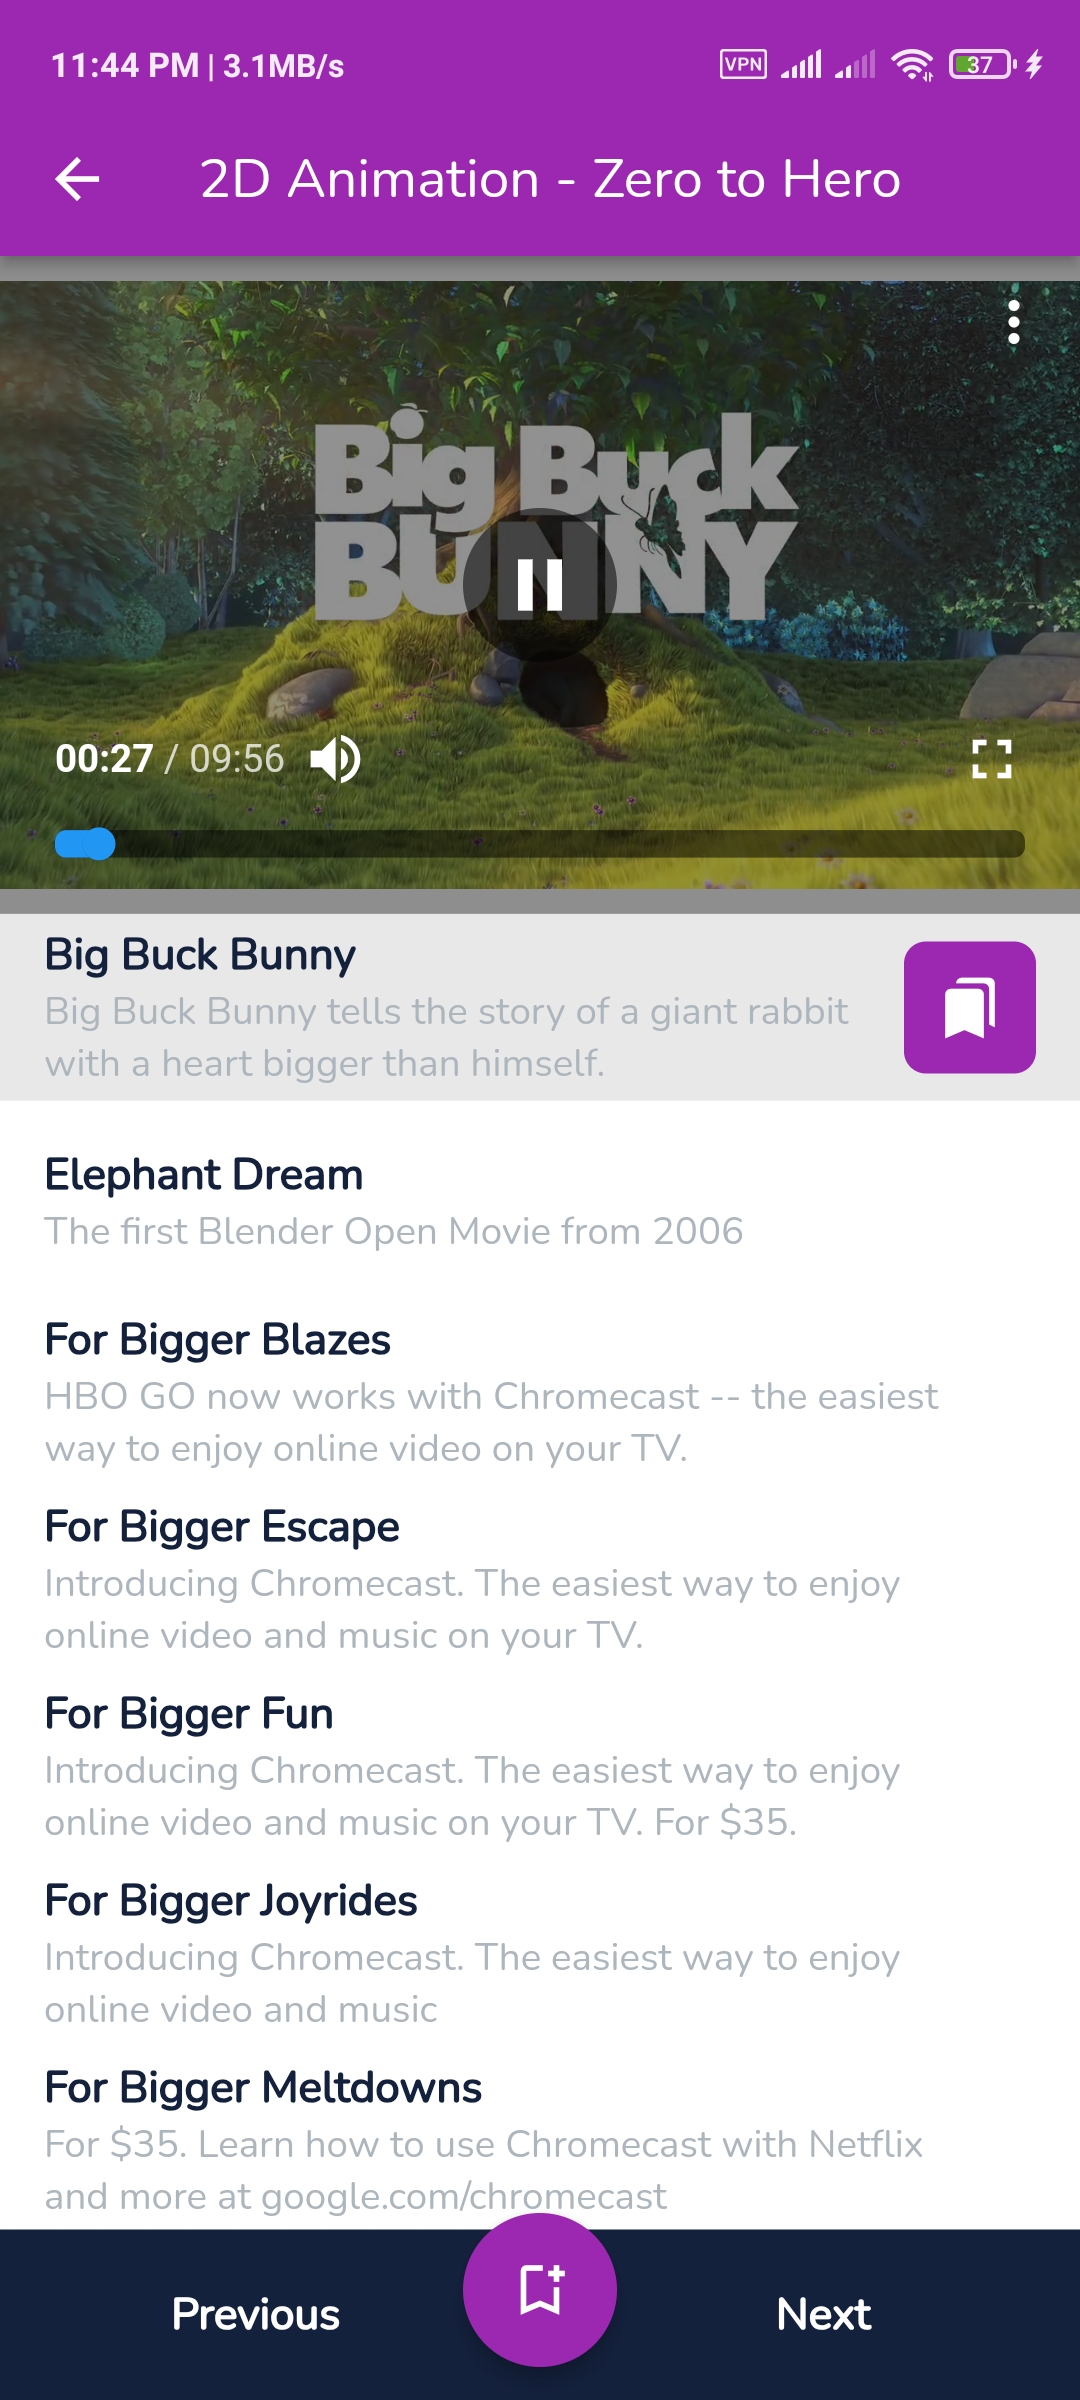 11:44 PM | 3.1MB/s VPN 37
2D Animation - Zero to Hero
Big Buck
BUNNY
00:27 / 09:56
Big Buck Bunny
Big Buck Bunny tells the story of a giant rabbit
with a heart bigger than himself.
Elephant Dream
The first Blender Open Movie from 2006
For Bigger Blazes
HBO GO now works with Chromecast -- the easiest
way to enjoy online video on your TV.
For Bigger Escape
Introducing Chromecast. The easiest way to enjoy
online video and music on your TV.
For Bigger Fun
Introducing Chromecast. The easiest way to enjoy
online video and music on your TV. For $35.
For Bigger Joyrides
Introducing Chromecast. The easiest way to enjoy
online video and music
For Bigger Meltdowns
For $35. Learn how to use Chromecast with Netflix
and more at google.com/chromecast
Previous Next